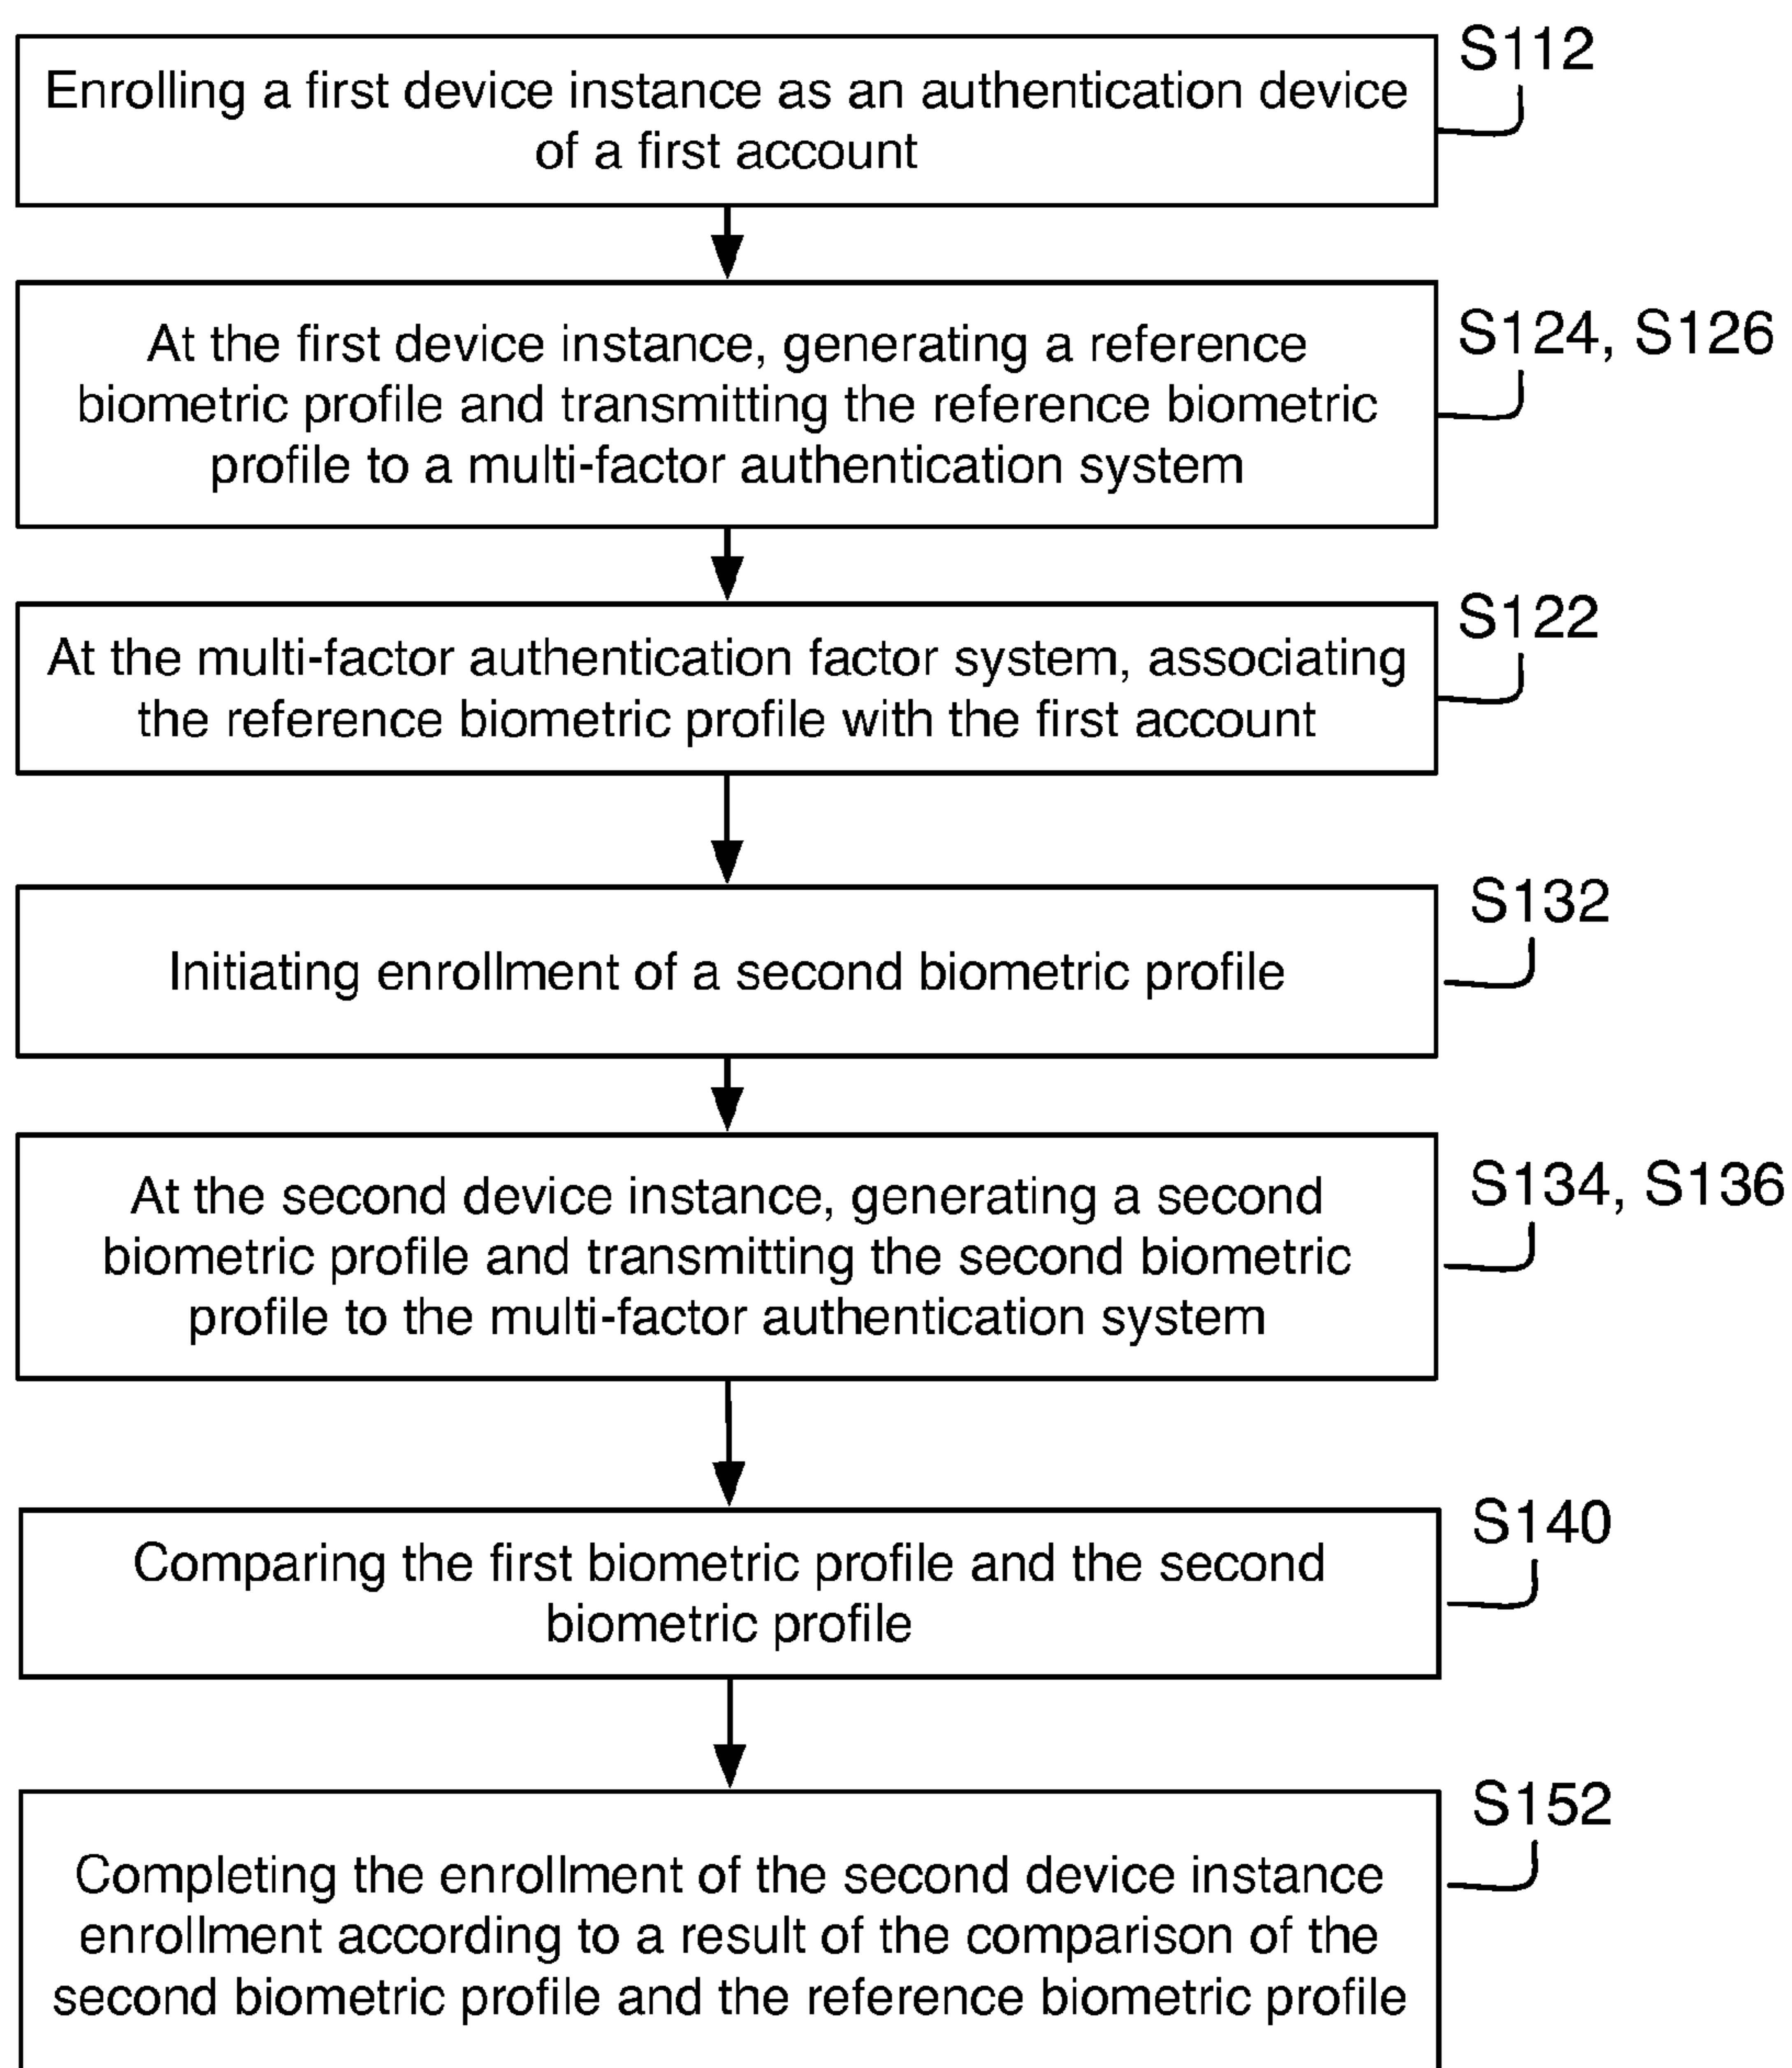 S112
Enrolling a first device instance as an authentication device
of a first account
S124, S126
At the first device instance, generating a reference
biometric profile and transmitting the reference biometric
profile to a multi-factor authentication system
S122
At the multi-factor authentication factor system, associating
the reference biometric profile with the first account
S132
Initiating enrollment of a second biometric profile
S134, S136
At the second device instance, generating a second
biometric profile and transmitting the second biometric
profile to the multi-factor authentication system
S140
Comparing the first biometric profile and the second
biometric profile
S152
Completing the enrollment of the second device instance
enrollment according to a result of the comparison of the
second biometric profile and the reference biometric profile